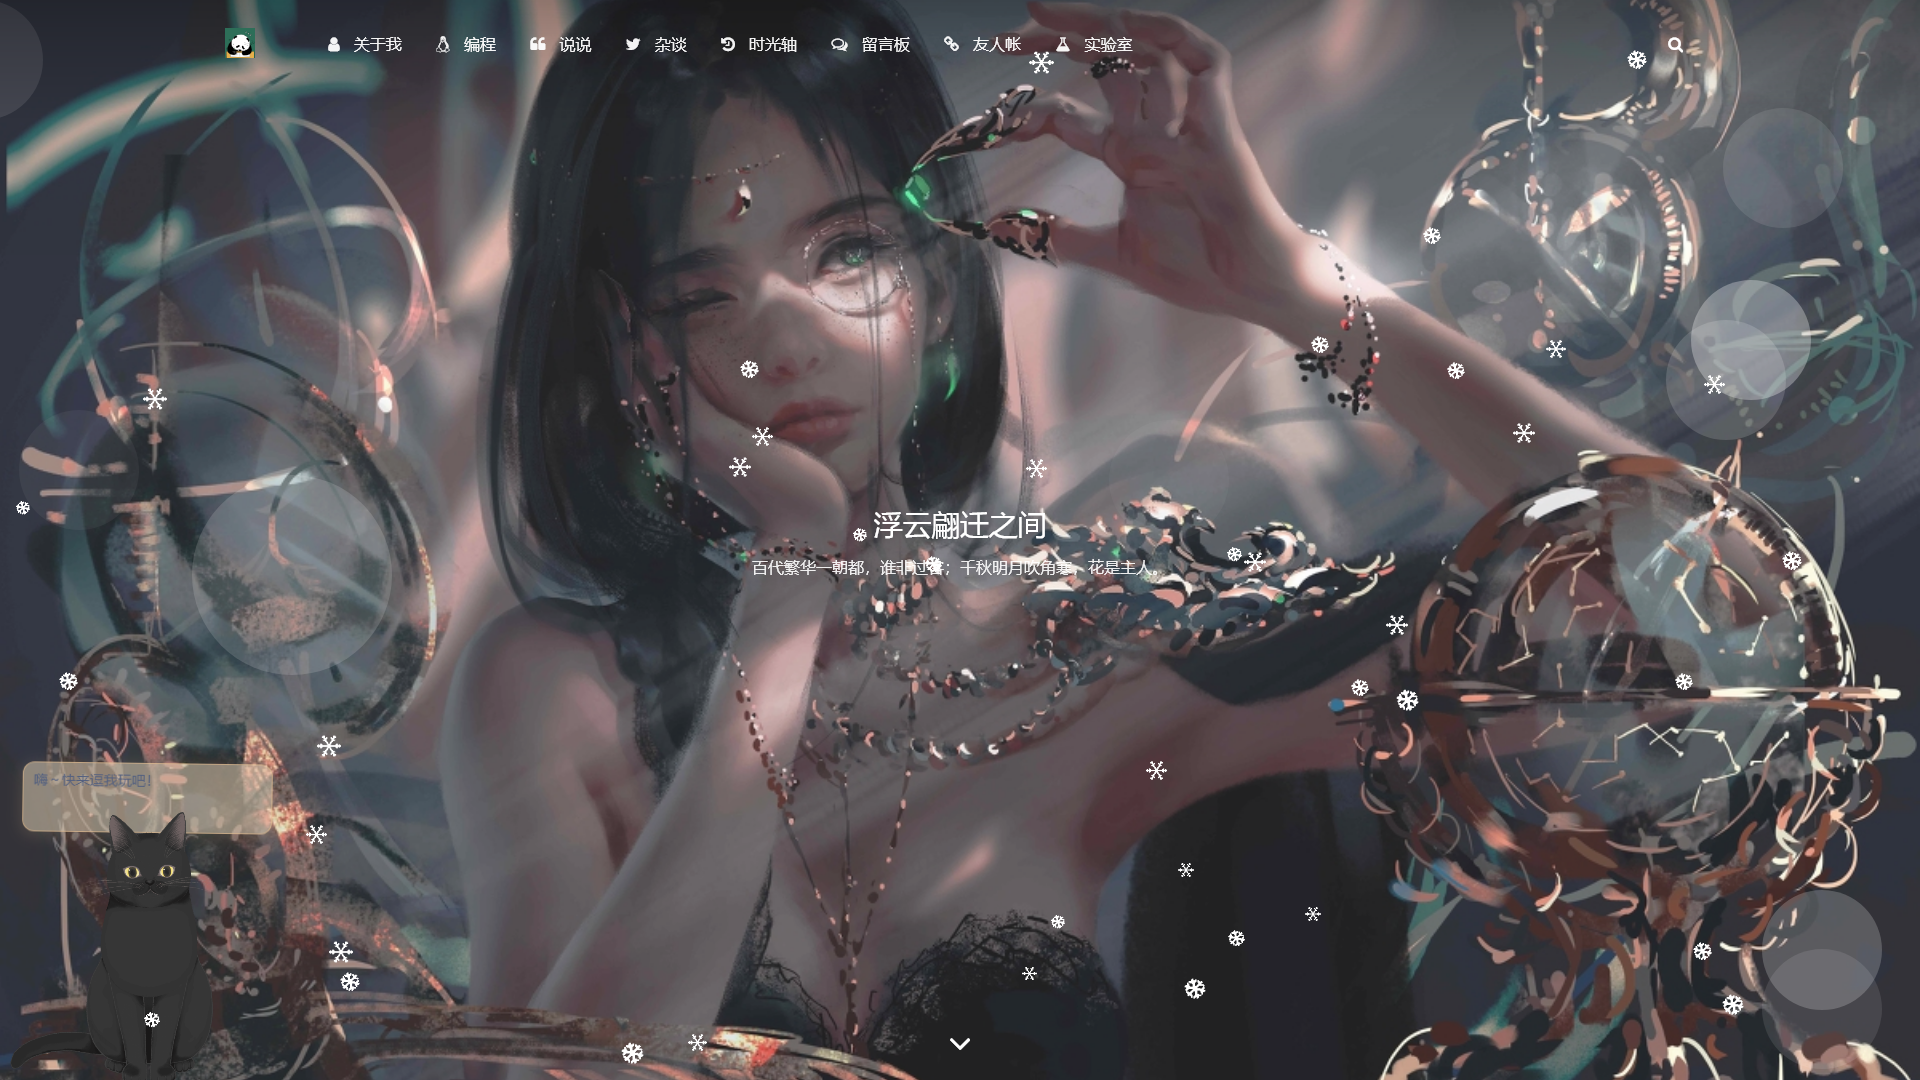 关于我 编程 说说 杂谈 时光轴 留言板 友人帐 实验室
浮云翩迁之间
百代繁华一朝都，谁非过客；千秋明月吹角寒，花是主人。
嗨～快来逗我玩吧！